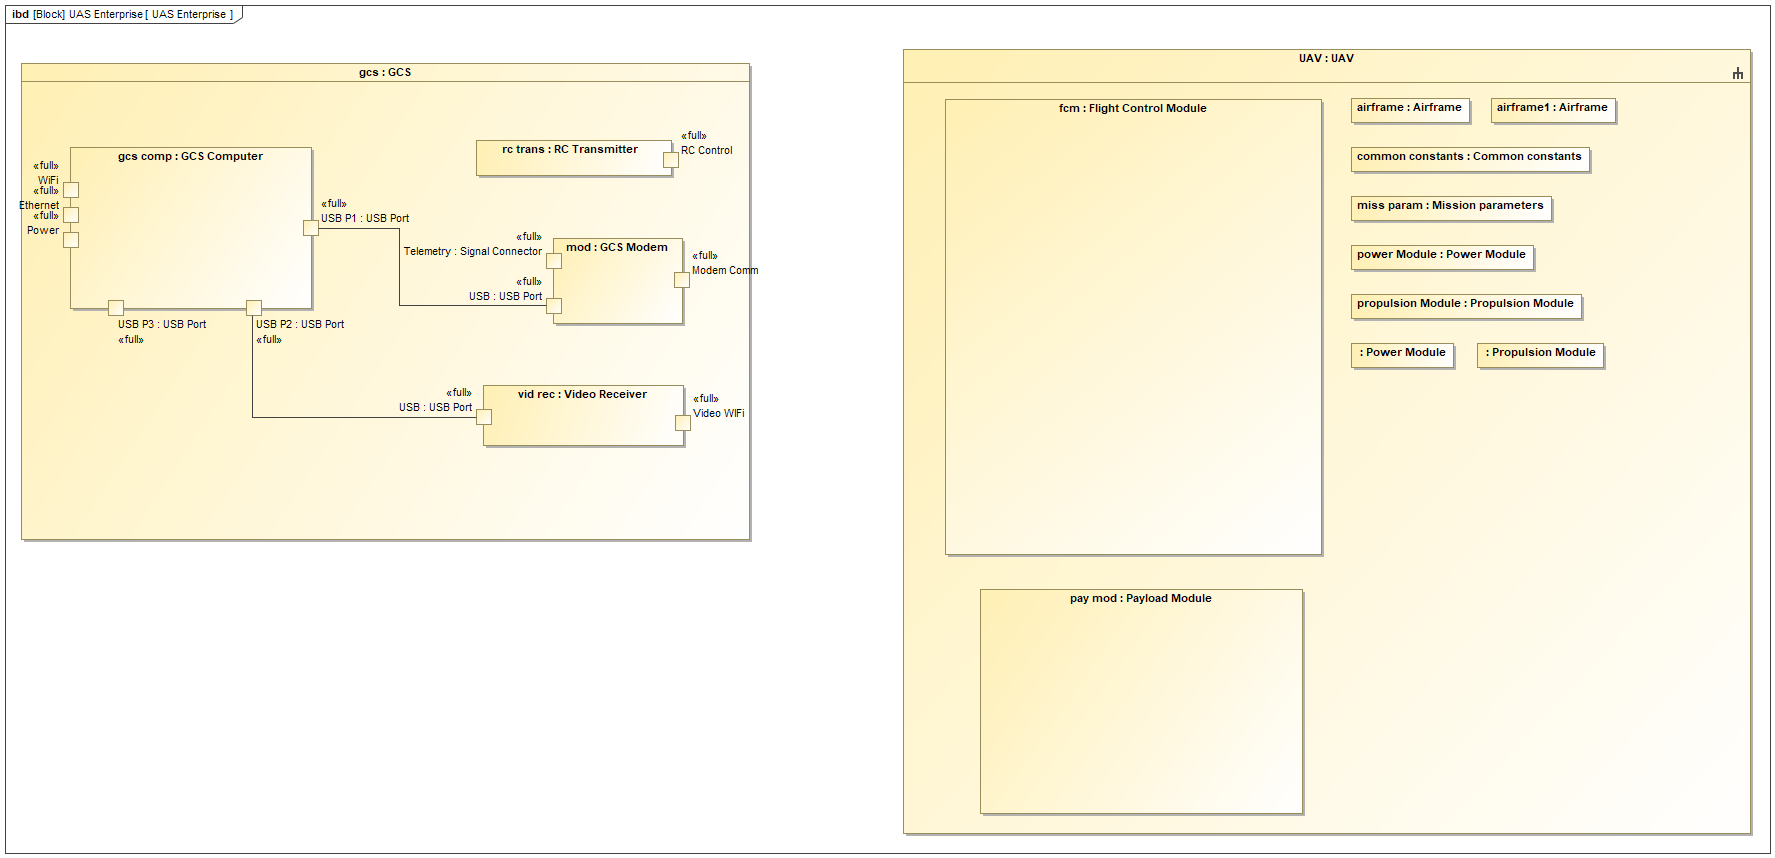 ibd [Block] UAS Enterprise [ UAS Enterprise ]
gcs : GCS
gcs comp : GCS Computer
«full»
WiFi
«full»
Ethernet
«full»
Power
«full»
USB P1 : USB Port
USB P3 : USB Port
«full»
USB P2 : USB Port
«full»
rc trans : RC Transmitter
«full»
RC Control
«full»
Telemetry : Signal Connector
«full»
USB : USB Port
mod : GCS Modem
«full»
Modem Comm
«full»
USB : USB Port
vid rec : Video Receiver
«full»
Video WIFi
UAV : UAV
fcm : Flight Control Module
pay mod : Payload Module
airframe : Airframe
airframe1 : Airframe
common constants : Common constants
miss param : Mission parameters
power Module : Power Module
propulsion Module : Propulsion Module
: Power Module
: Propulsion Module